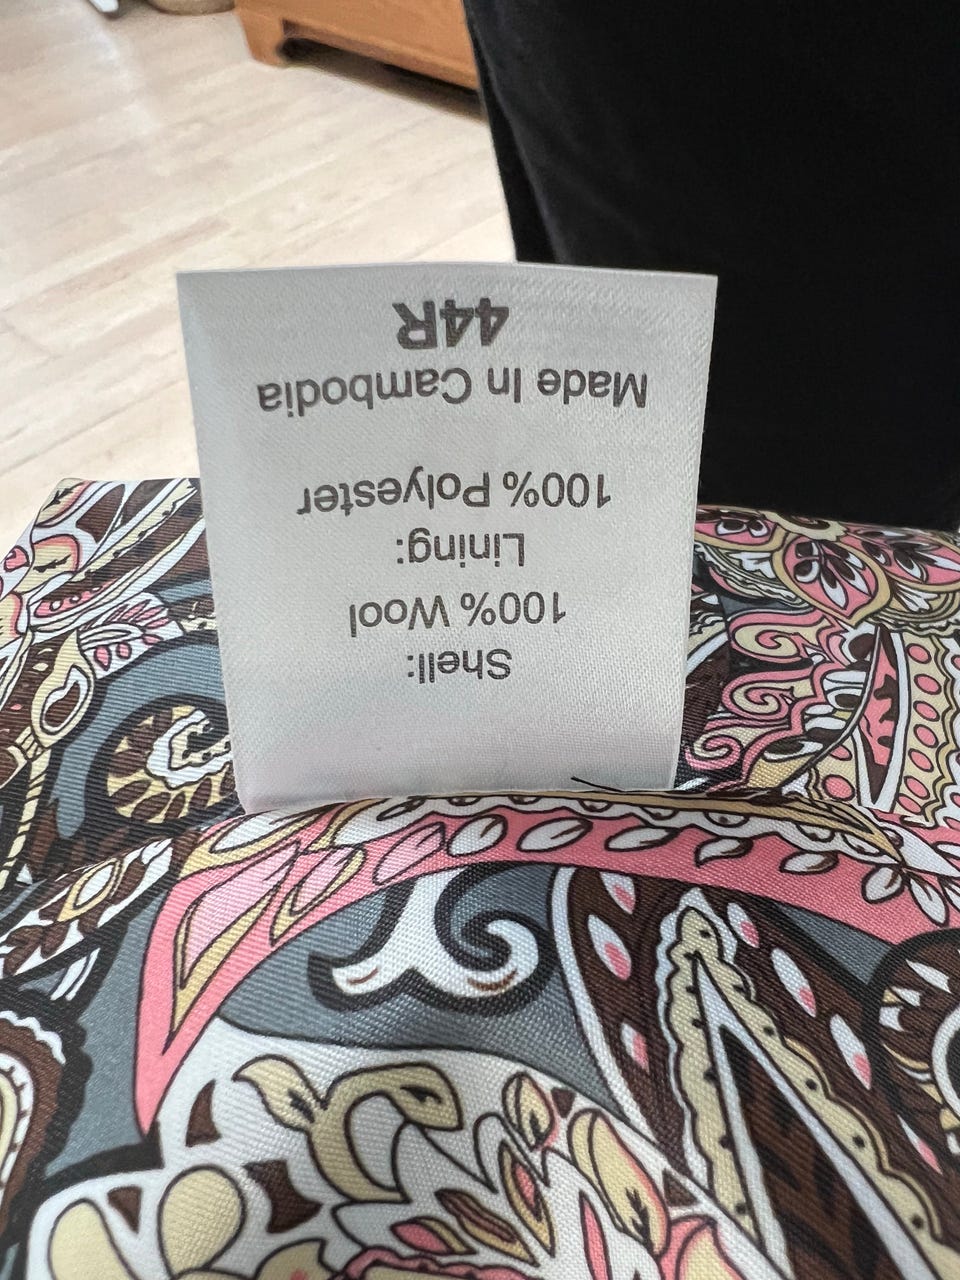 Shell:
100% Wool
Lining:
100% Polyester
Made In Cambodia
44R